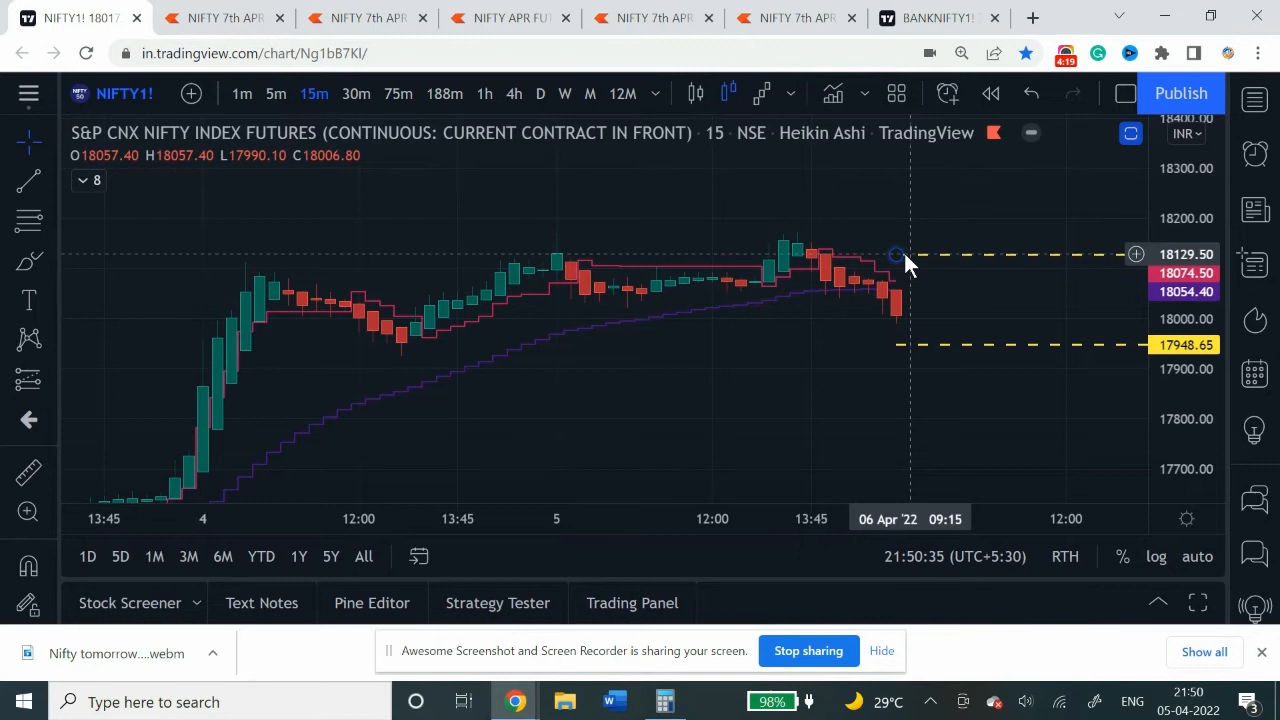 NIFTY1! 18017
NIFTY 7th APR
NIFTY 7th APR
NIFTY APR FUT
NIFTY 7th APR
NIFTY 7th APR
BANKNIFTY1!
in.tradingview.com/chart/Ng1bB7Kl/
4:19
NIFTY 50
NIFTY1!
1m 5m 15m 30m 75m 188m 1h 4h D W M 12M
Publish
S&P CNX NIFTY INDEX FUTURES (CONTINUOUS: CURRENT CONTRACT IN FRONT) · 15 · NSE · Heikin Ashi · TradingView
INR
O18057.40 H18057.40 L17990.10 C18006.80
8
18400.00
18300.00
18200.00
18129.50
18074.50
18054.40
18000.00
17948.65
17900.00
17800.00
17700.00
13:45 4 12:00 13:45 5 12:00 13:45 06 Apr '22 09:15 12:00
1D 5D 1M 3M 6M YTD 1Y 5Y All
21:50:35 (UTC+5:30) RTH % log auto
Stock Screener Text Notes Pine Editor Strategy Tester Trading Panel
Nifty tomorrow....webm
Awesome Screenshot and Screen Recorder is sharing your screen.
Stop sharing
Hide
Show all
Type here to search
98%
29°C
ENG
21:50
05-04-2022
3